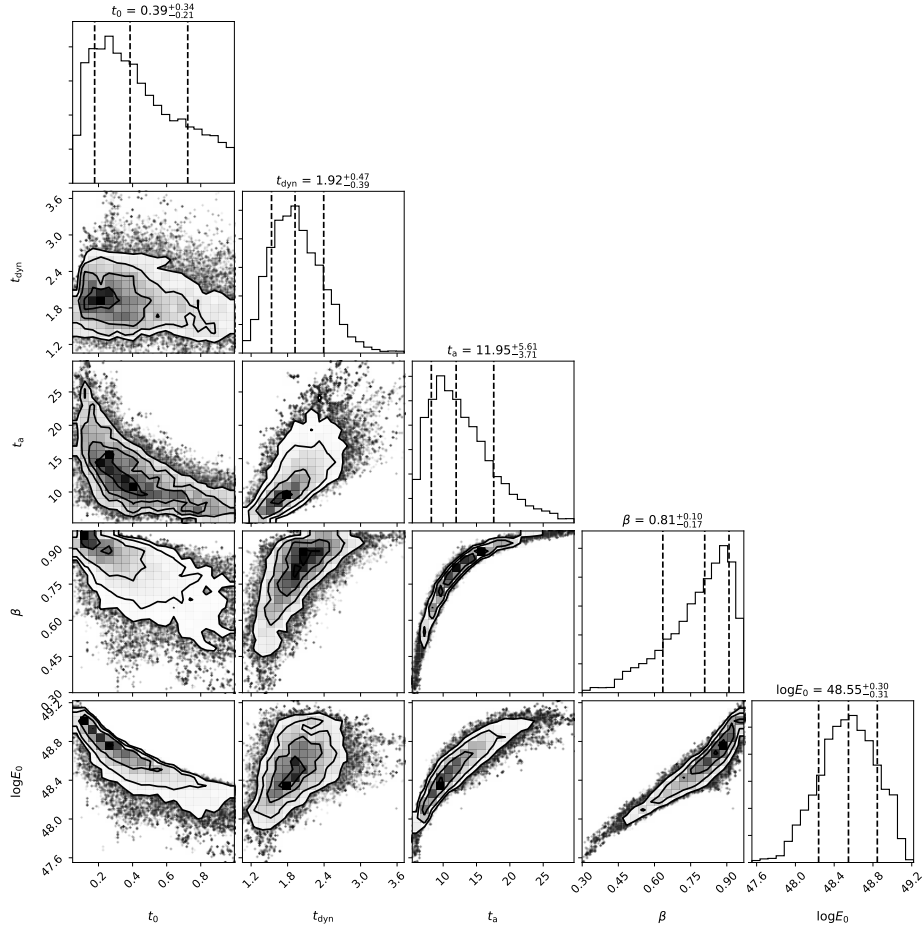 t₀ = 0.39⁺⁰·³⁴₋₀.₂₁
t_dyn = 1.92⁺⁰·⁴⁷₋₀.₃₉
3.6
3.0
2.4
1.8
1.2
t_dyn
t_a = 11.95⁺⁵·⁶¹₋₃.₇₁
25
20
15
10
t_a
β = 0.81⁺⁰·¹⁰₋₀.₁₇
0.90
0.75
0.60
0.45
0.30
β
logE₀ = 48.55⁺⁰·³⁰₋₀.₃₁
49.2
48.8
48.4
48.0
47.6
logE₀
0.2 0.4 0.6 0.8 1.2 1.8 2.4 3.0 3.6 10 15 20 25 0.30 0.45 0.60 0.75 0.90 47.6 48.0 48.4 48.8 49.2
t₀ t_dyn t_a β logE₀